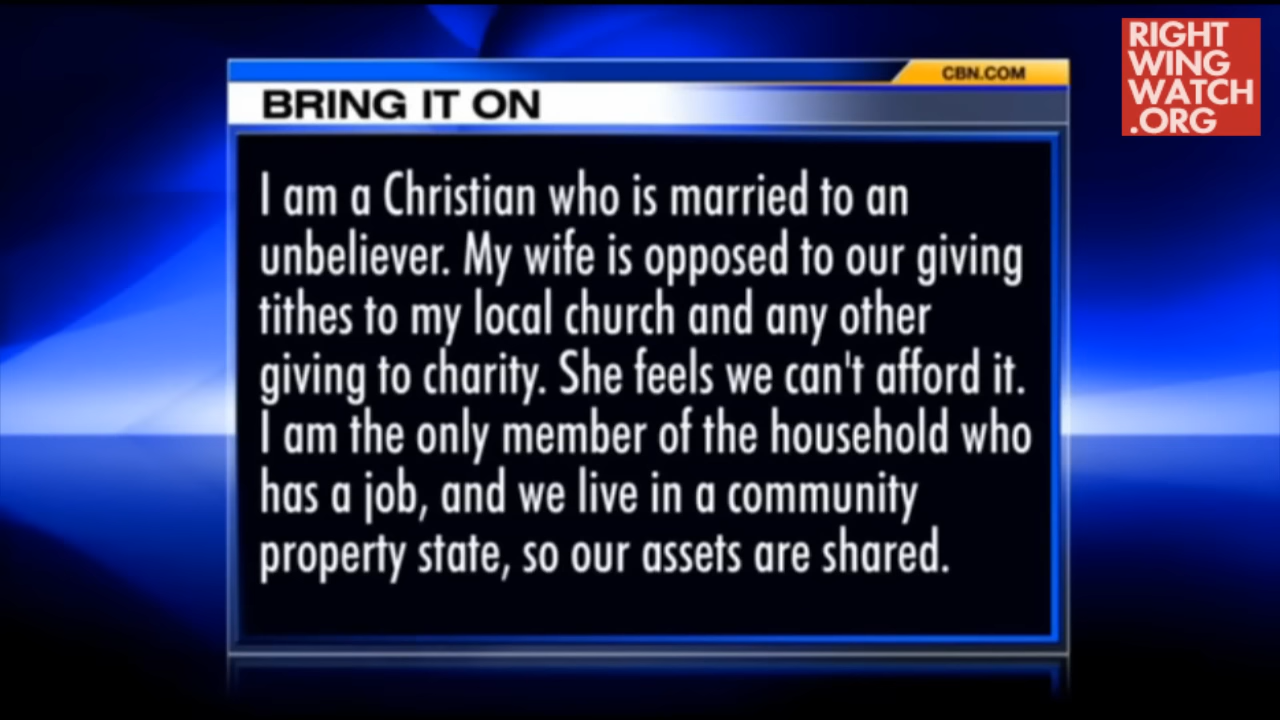 CBN.COM
RIGHT
WING
WATCH
.ORG
BRING IT ON
I am a Christian who is married to an
unbeliever. My wife is opposed to our giving
tithes to my local church and any other
giving to charity. She feels we can't afford it.
I am the only member of the household who
has a job, and we live in a community
property state, so our assets are shared.